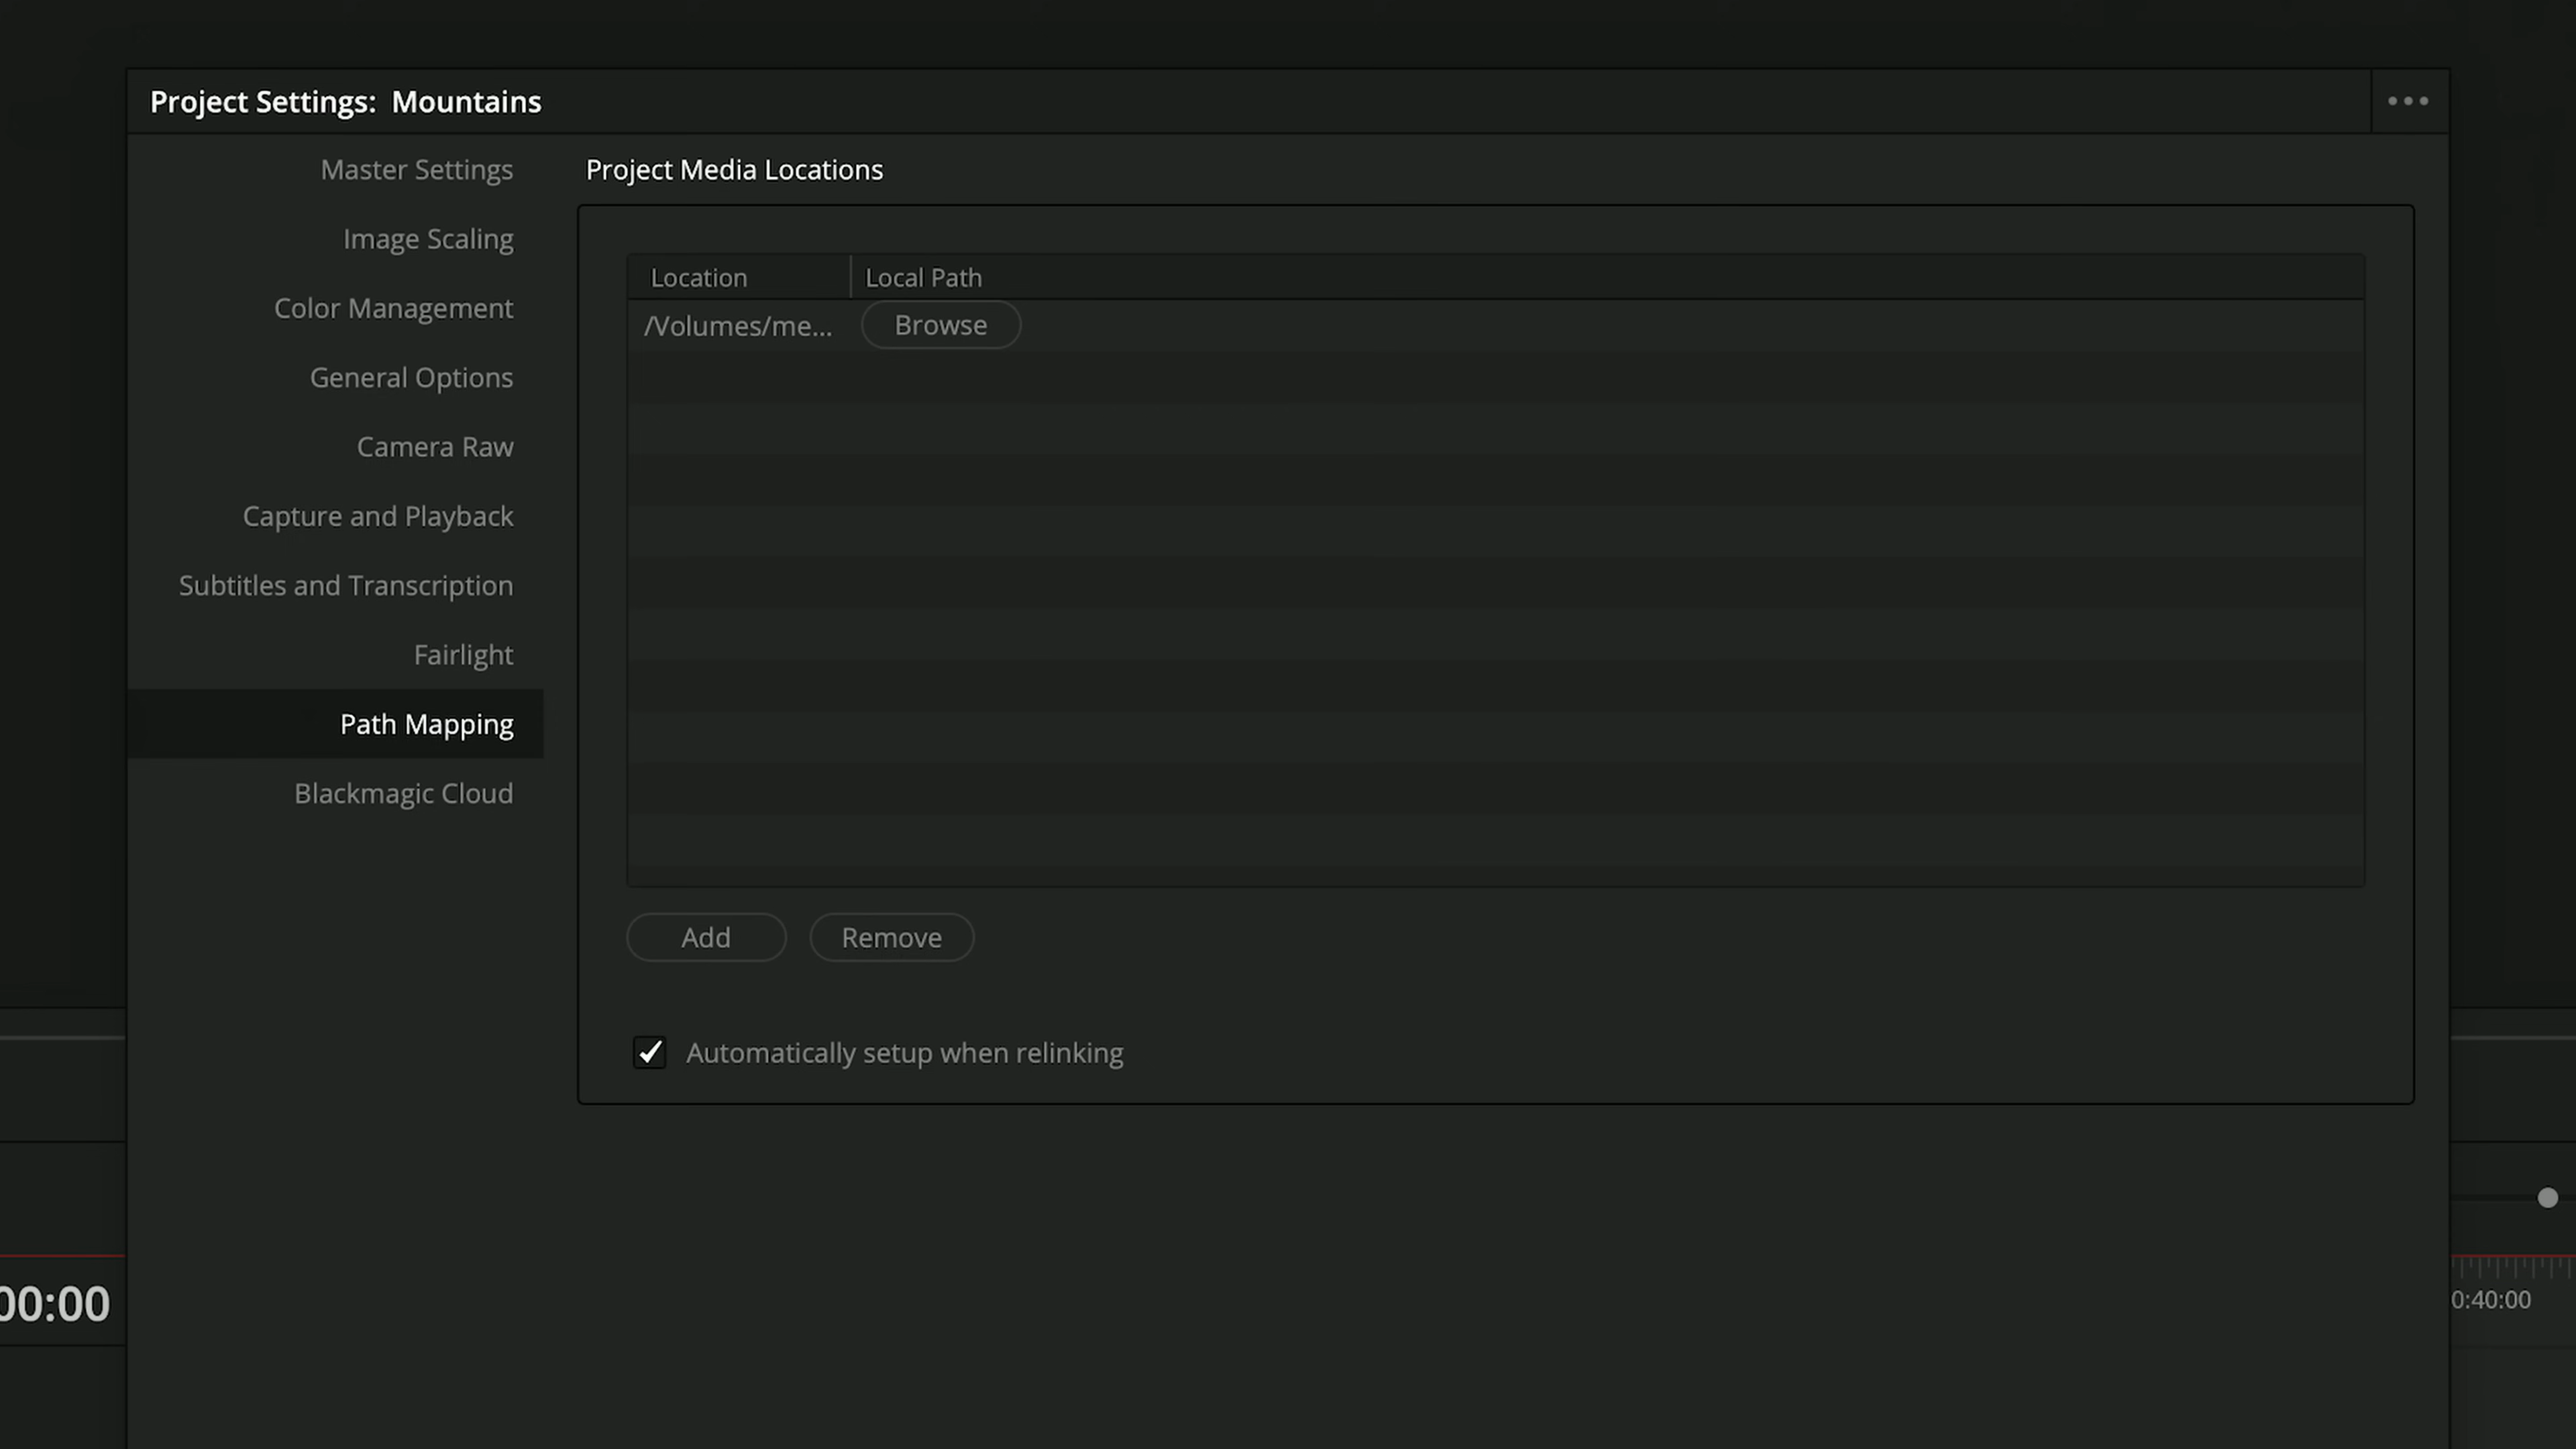 Project Settings: Mountains
Master Settings
Image Scaling
Color Management
General Options
Camera Raw
Capture and Playback
Subtitles and Transcription
Fairlight
Path Mapping
Blackmagic Cloud
Project Media Locations
Location Local Path
/Volumes/me... Browse
Add Remove
Automatically setup when relinking
00:00
0:40:00